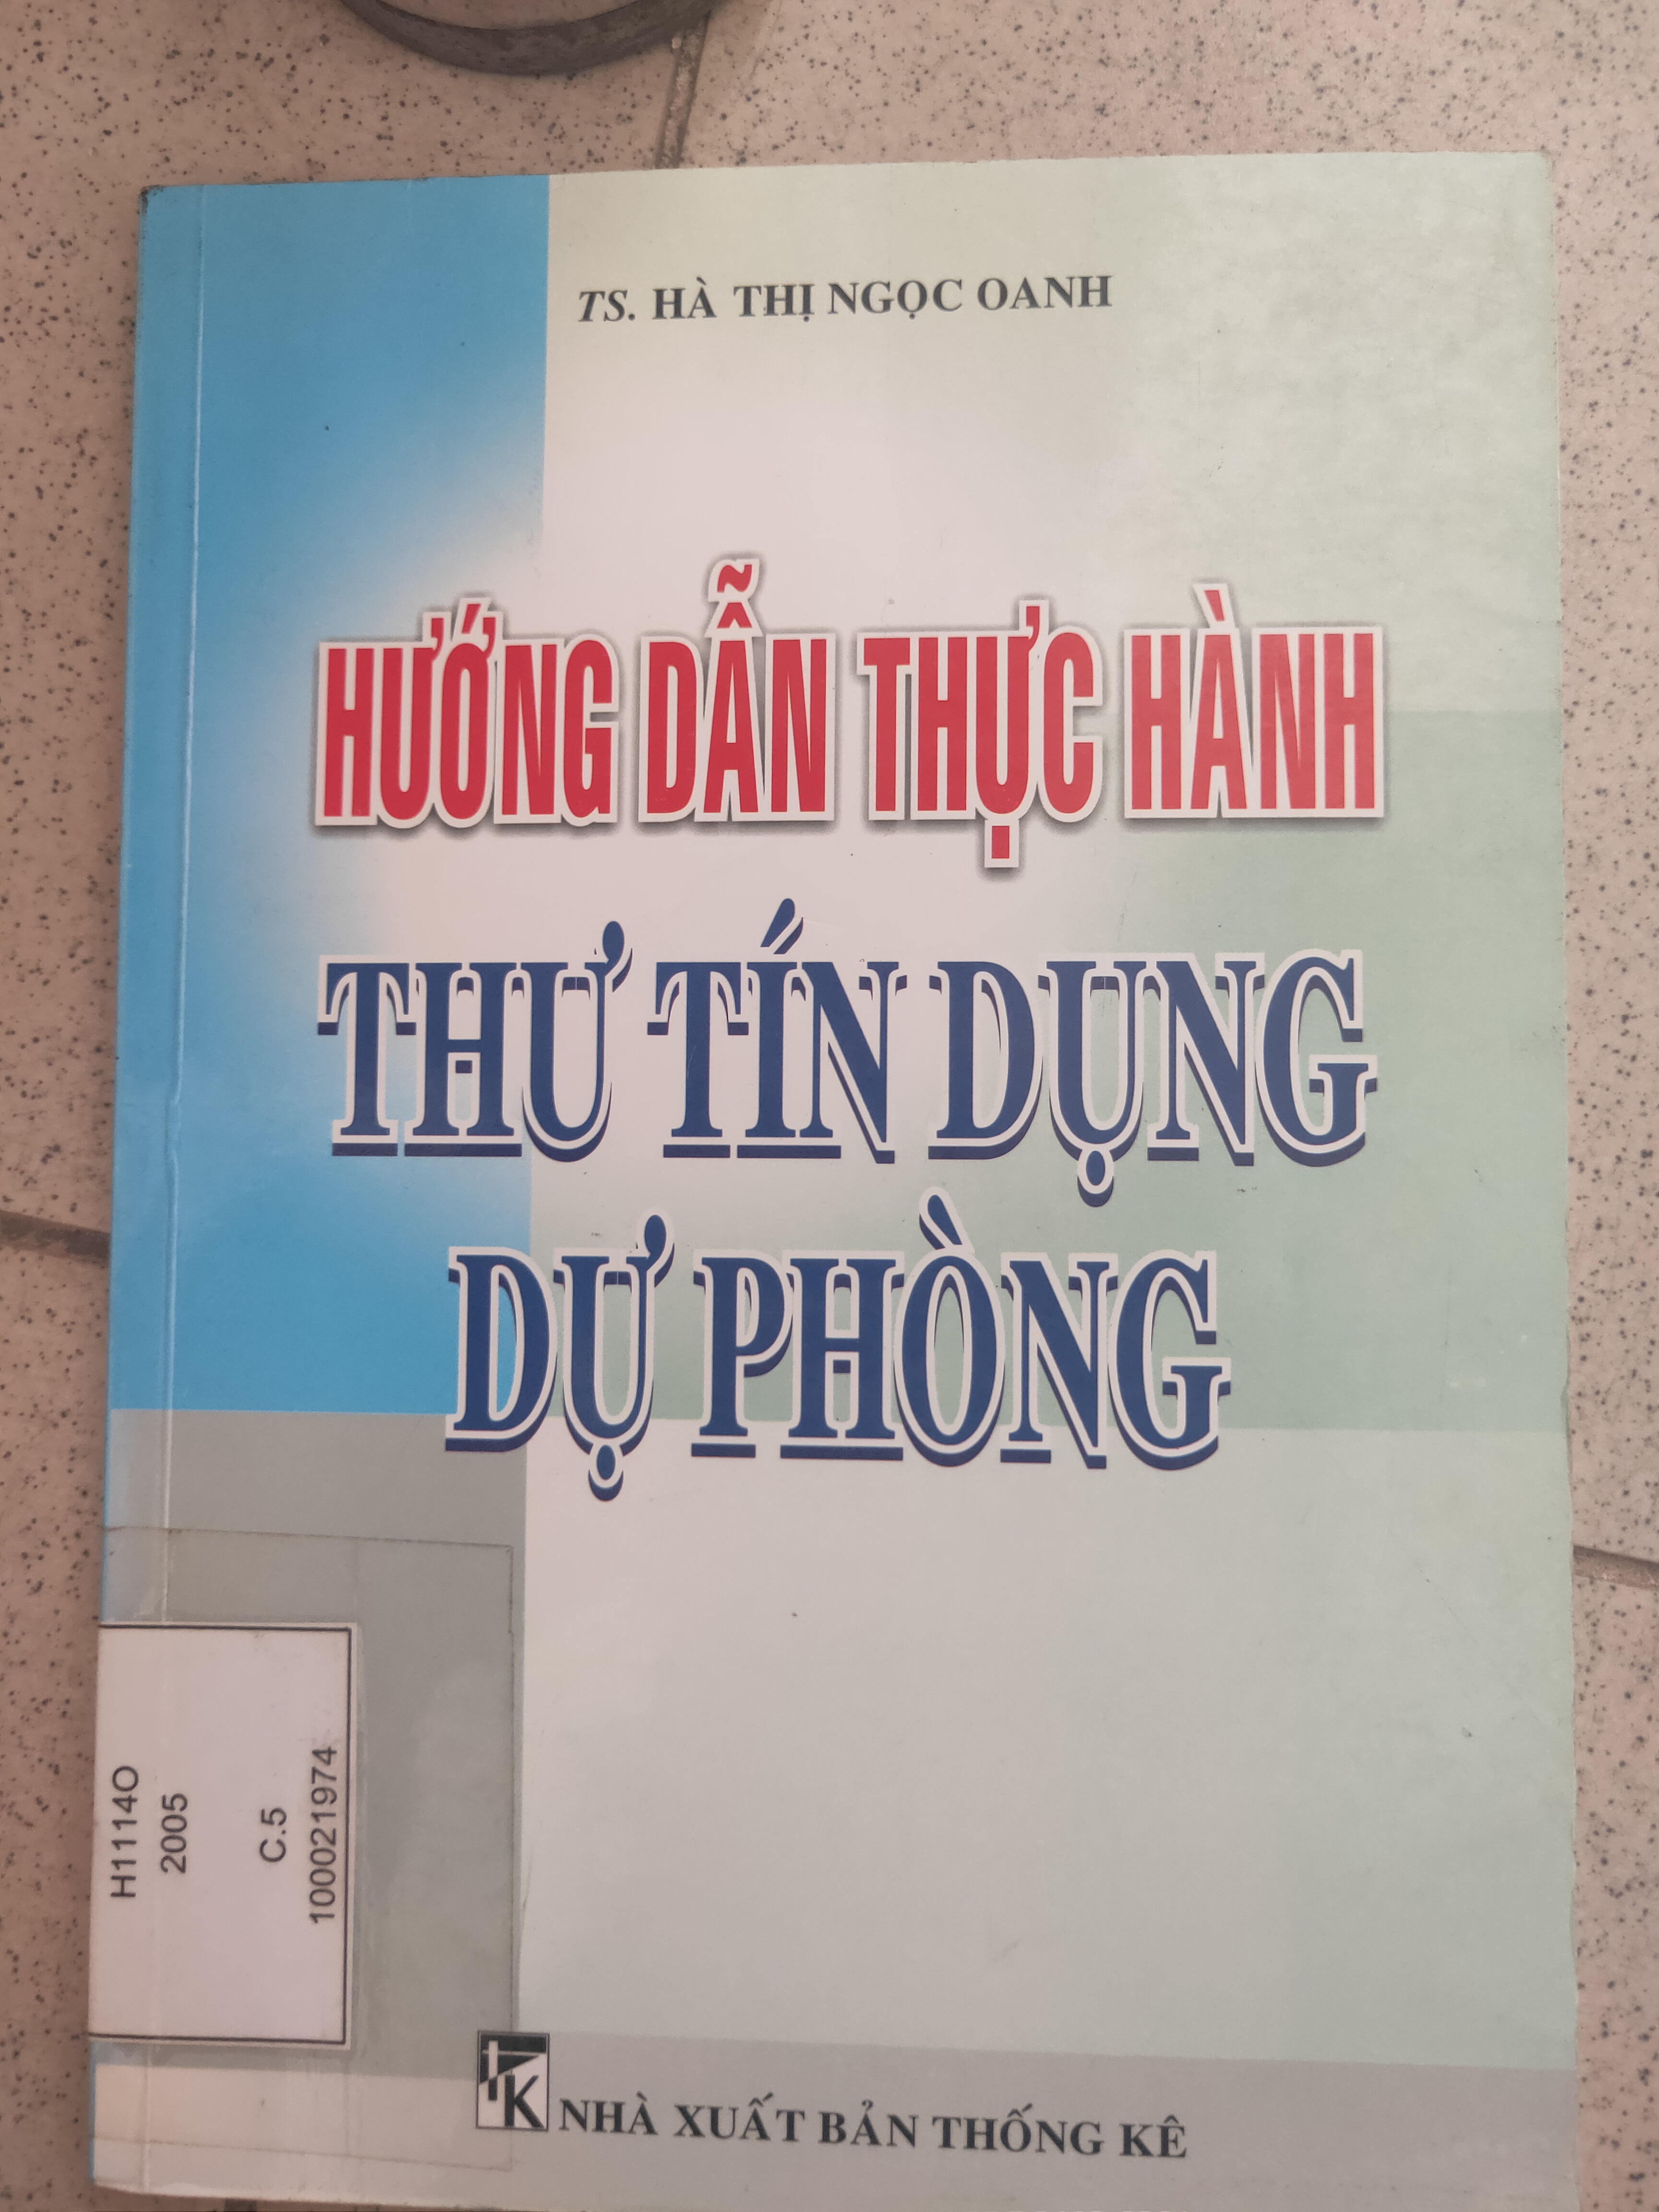 TS. HÀ THỊ NGỌC OANH
HƯỚNG DẪN THỰC HÀNH
THƯ TÍN DỤNG
DỰ PHÒNG
H1114O
2005
C.5
100021974
TK
NHÀ XUẤT BẢN THỐNG KÊ